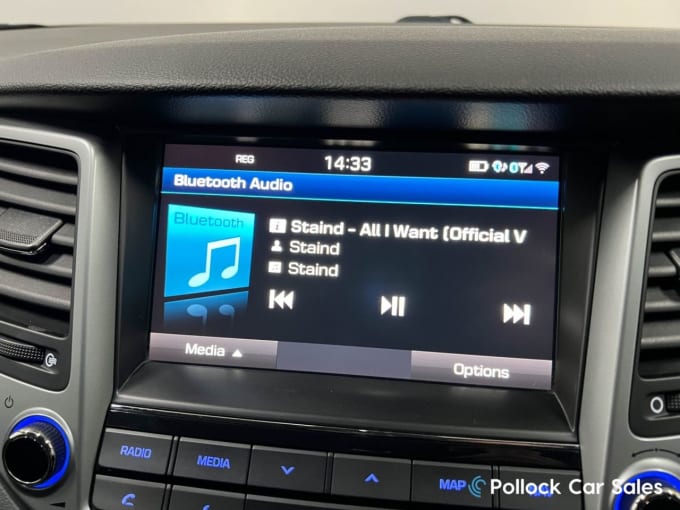 REG 14:33
Bluetooth Audio
Bluetooth
Staind - All I Want (Official V
Staind
Staind
Media
Options
RADIO MEDIA MAP
Pollock Car Sales